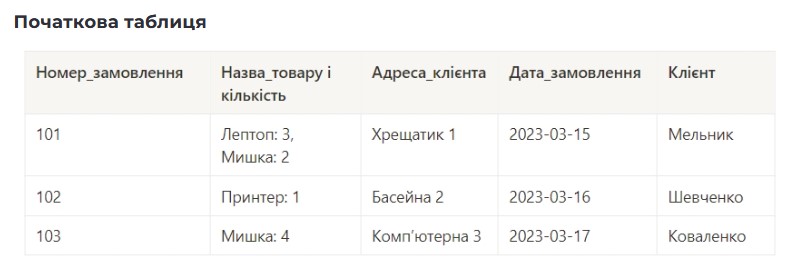 Початкова таблиця
Номер_замовлення Назва_товару і Адреса_клієнта Дата_замовлення Клієнт
кількість
101 Лептоп: 3, Хрещатик 1 2023-03-15 Мельник
Мишка: 2
102 Принтер: 1 Басейна 2 2023-03-16 Шевченко
103 Мишка: 4 Комп’ютерна 3 2023-03-17 Коваленко